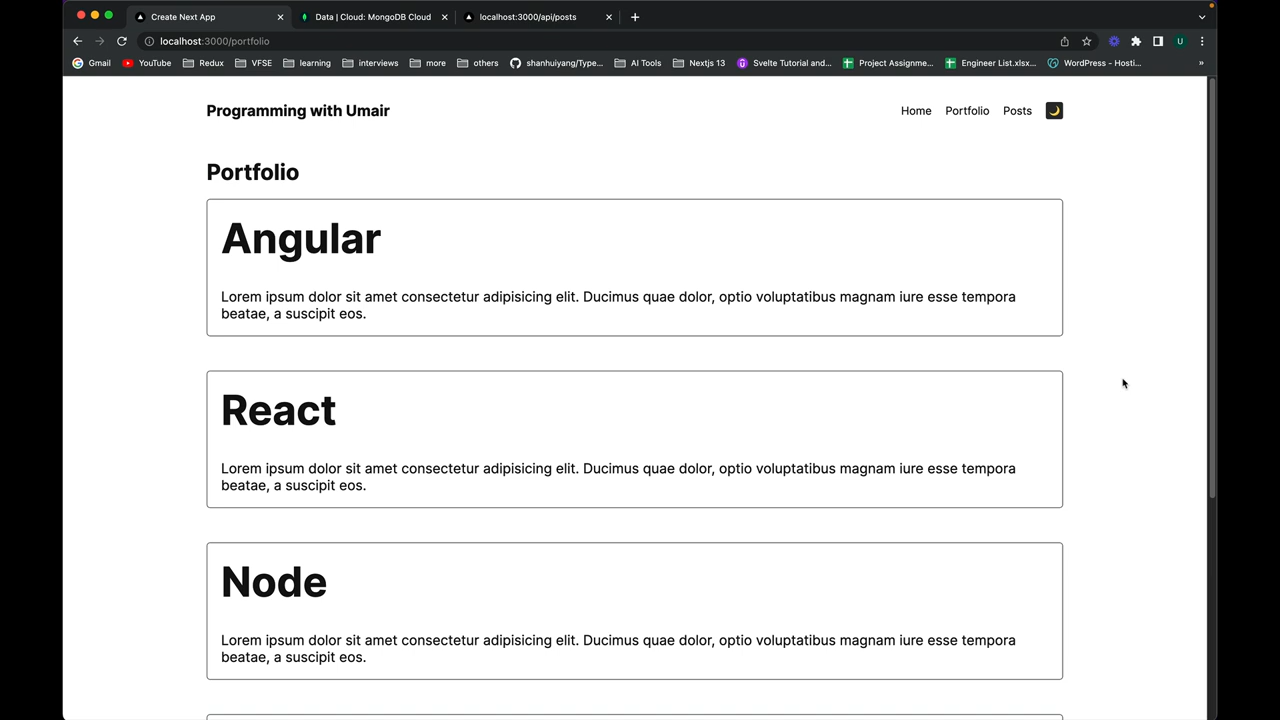 Create Next App
Data | Cloud: MongoDB Cloud
localhost:3000/api/posts
localhost:3000/portfolio
Gmail YouTube Redux VFSE learning interviews more others shanhuiyang/Type... AI Tools Nextjs 13 Svelte Tutorial and... Project Assignme... Engineer List.xlsx... WordPress - Hosti... »
U
Programming with Umair
Home Portfolio Posts
Portfolio
Angular
Lorem ipsum dolor sit amet consectetur adipisicing elit. Ducimus quae dolor, optio voluptatibus magnam iure esse tempora
beatae, a suscipit eos.
React
Lorem ipsum dolor sit amet consectetur adipisicing elit. Ducimus quae dolor, optio voluptatibus magnam iure esse tempora
beatae, a suscipit eos.
Node
Lorem ipsum dolor sit amet consectetur adipisicing elit. Ducimus quae dolor, optio voluptatibus magnam iure esse tempora
beatae, a suscipit eos.